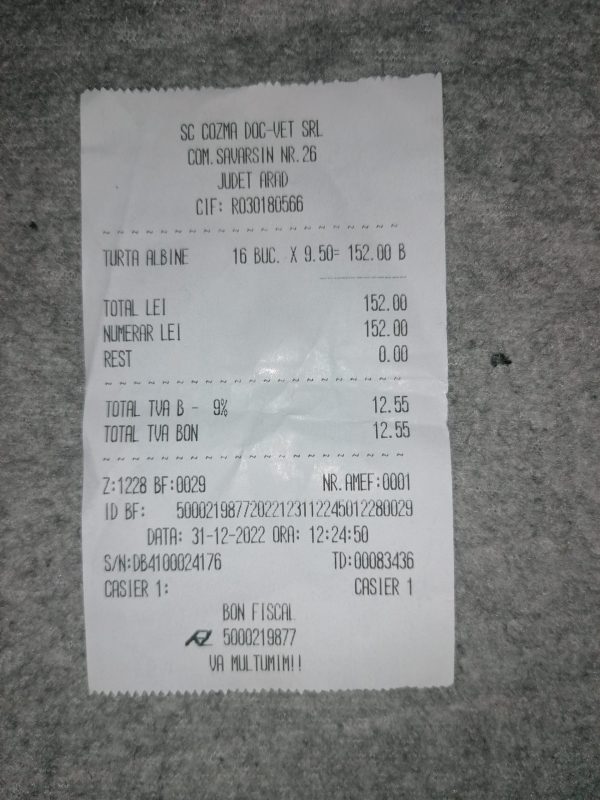 SC COZMA DOC-VET SRL
COM.SAVARSIN NR.26
JUDET ARAD
CIF: RO30180566
~ ~ ~ ~ ~ ~ ~ ~ ~ ~ ~ ~ ~ ~ ~ ~ ~ ~ ~ ~
TURTA ALBINE 16 BUC. X 9.50= 152.00 B
TOTAL LEI 152.00
NUMERAR LEI 152.00
REST 0.00
~ ~ ~ ~ ~ ~ ~ ~ ~ ~ ~ ~ ~ ~ ~ ~ ~ ~ ~ ~
TOTAL TVA B - 9% 12.55
TOTAL TVA BON 12.55
~ ~ ~ ~ ~ ~ ~ ~ ~ ~ ~ ~ ~ ~ ~ ~ ~ ~ ~ ~
Z:1228 BF:0029 NR.AMEF:0001
ID BF: 50002198772022123112245012280029
DATA: 31-12-2022 ORA: 12:24:50
S/N:DB4100024176 TD:00083436
CASIER 1: CASIER 1
BON FISCAL
5000219877
VA MULTUMIM!!